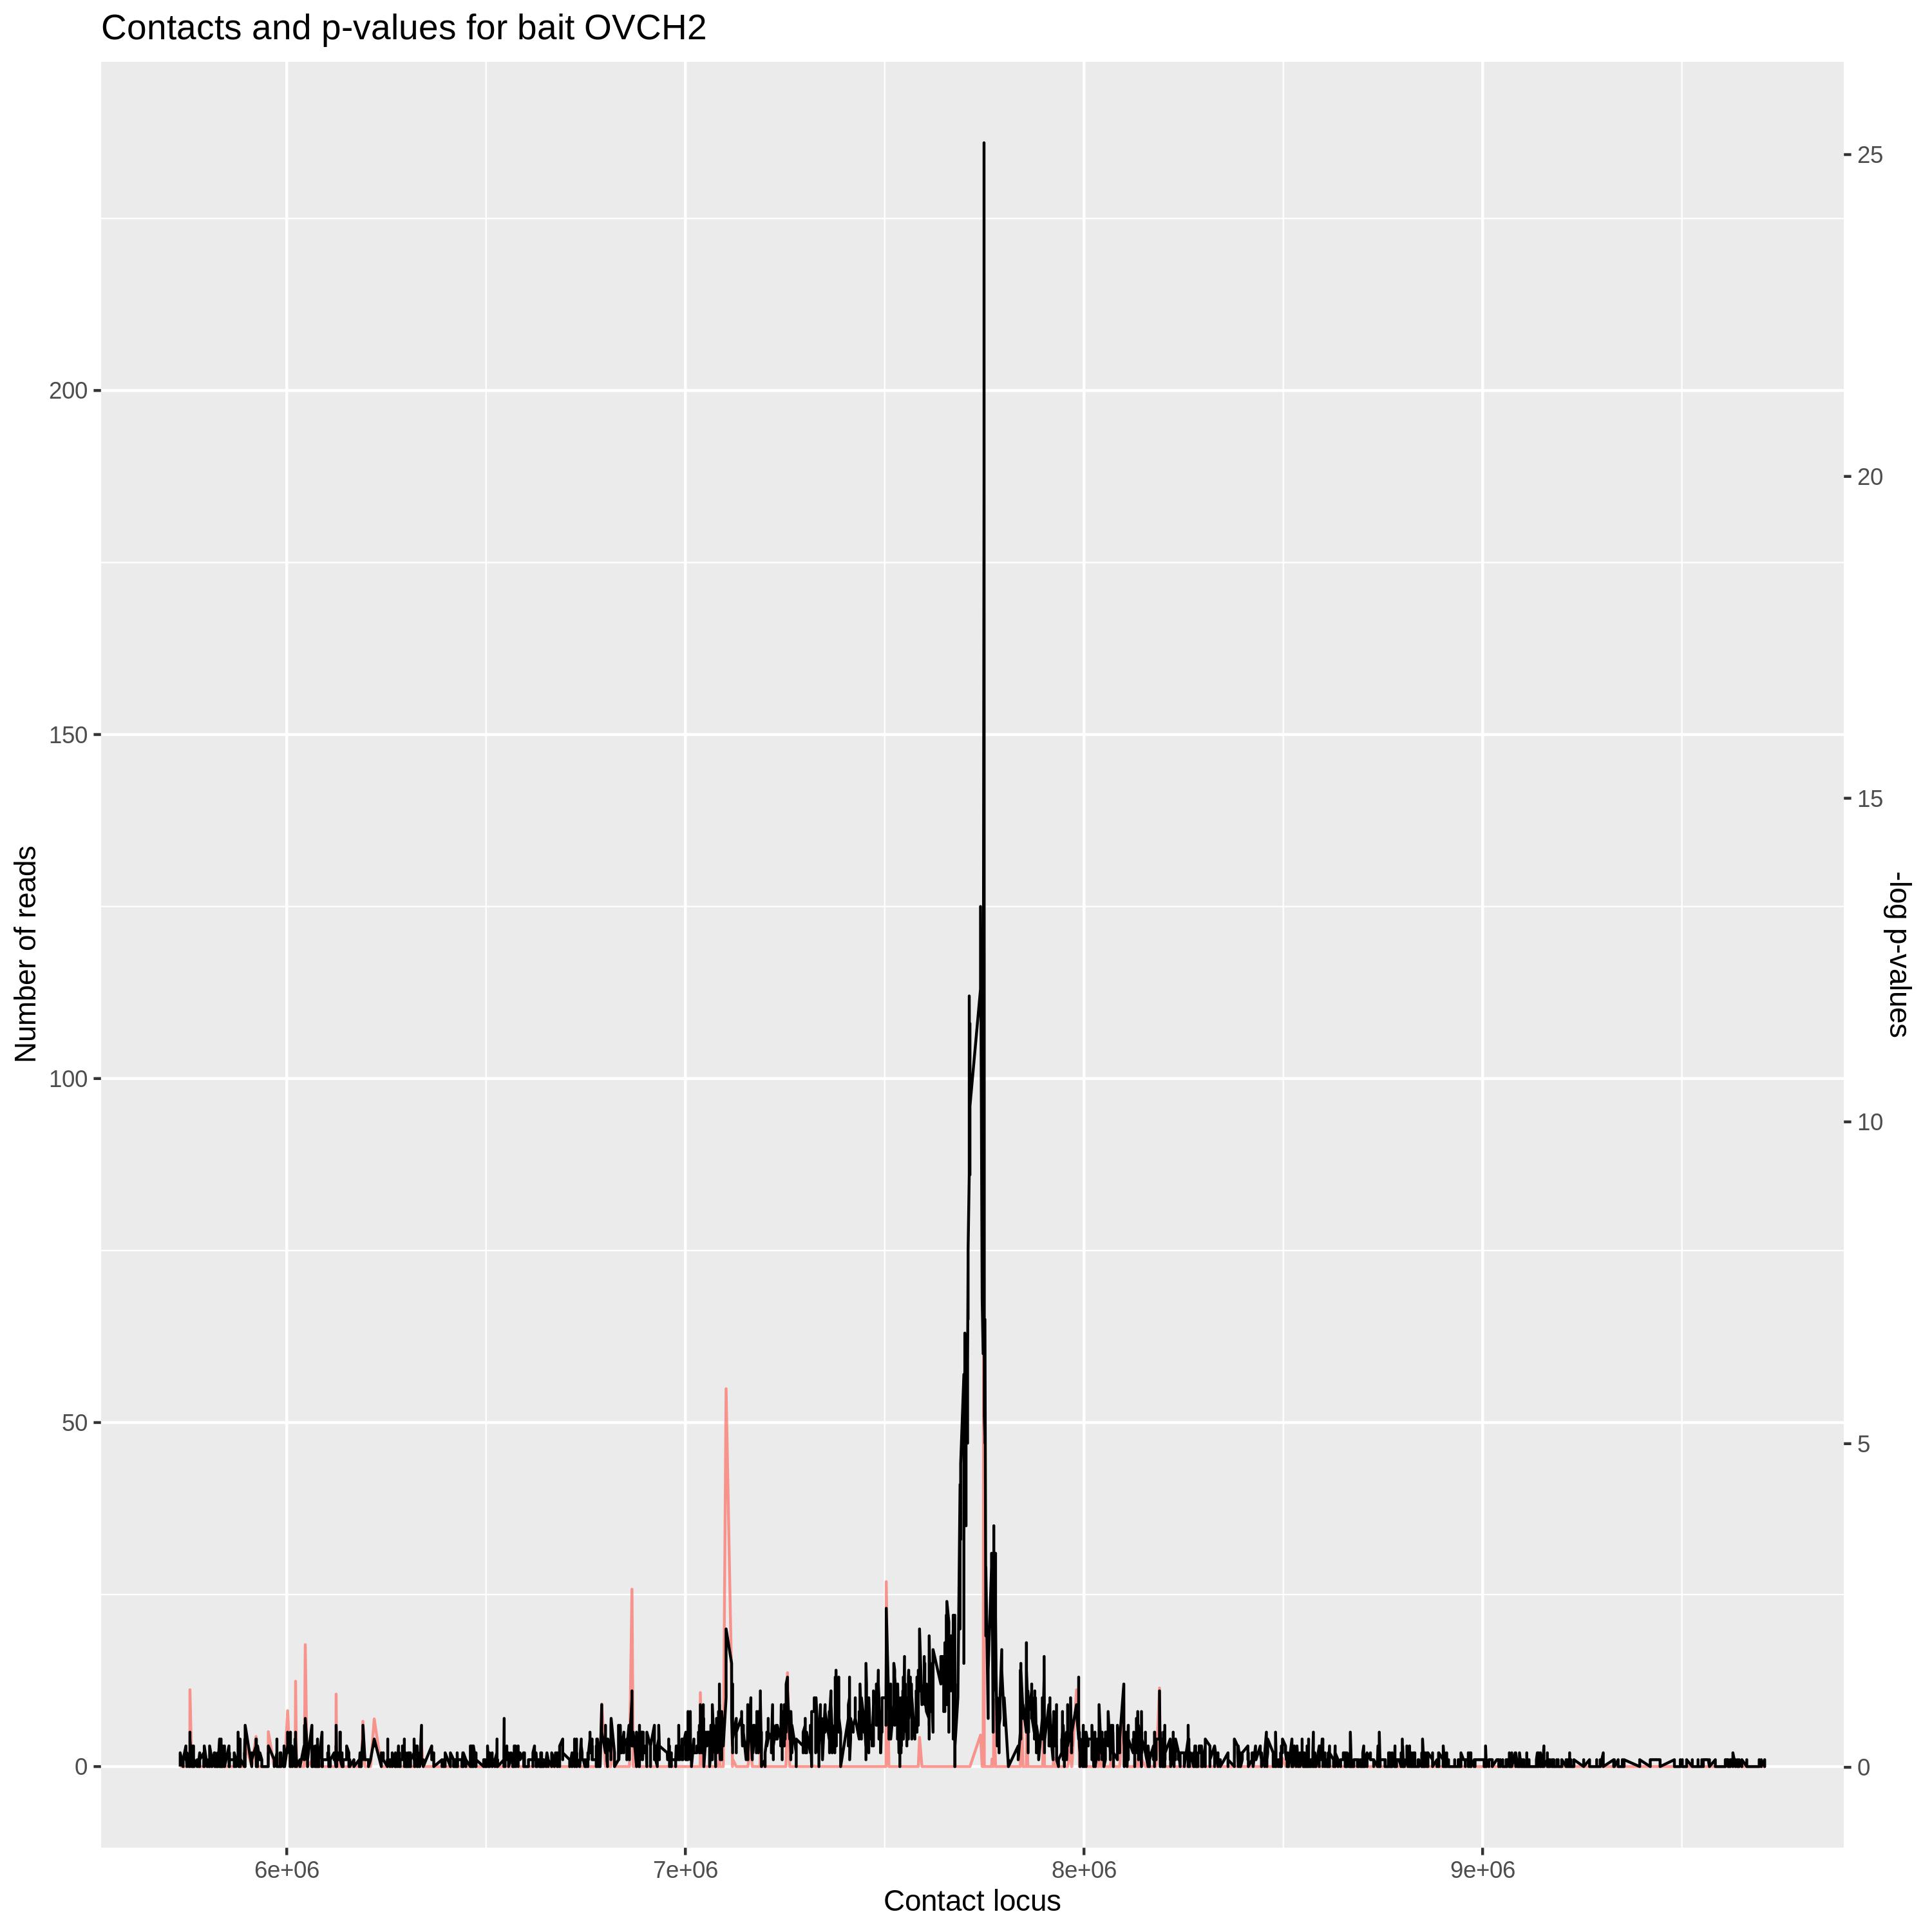 Contacts and p-values for bait OVCH2
Number of reads
200
150
100
50
0
25
20
15
10
5
0
-log p-values
6e+06
7e+06
8e+06
9e+06
Contact locus